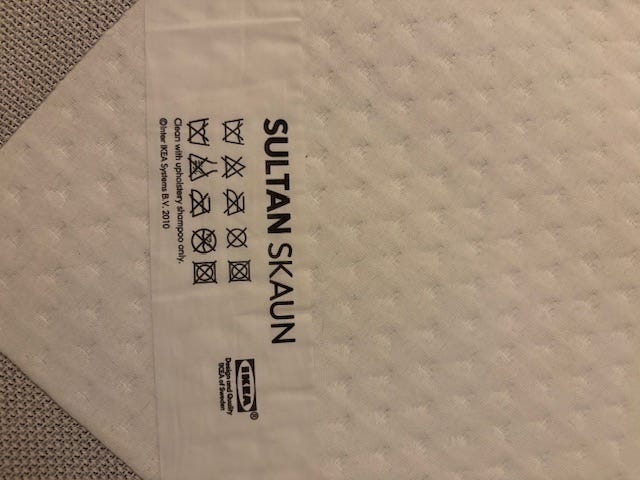 SULTAN SKAUN
Clean with upholstery shampoo only.
©Inter IKEA Systems B.V. 2010
IKEA®
Design and Quality
IKEA of Sweden